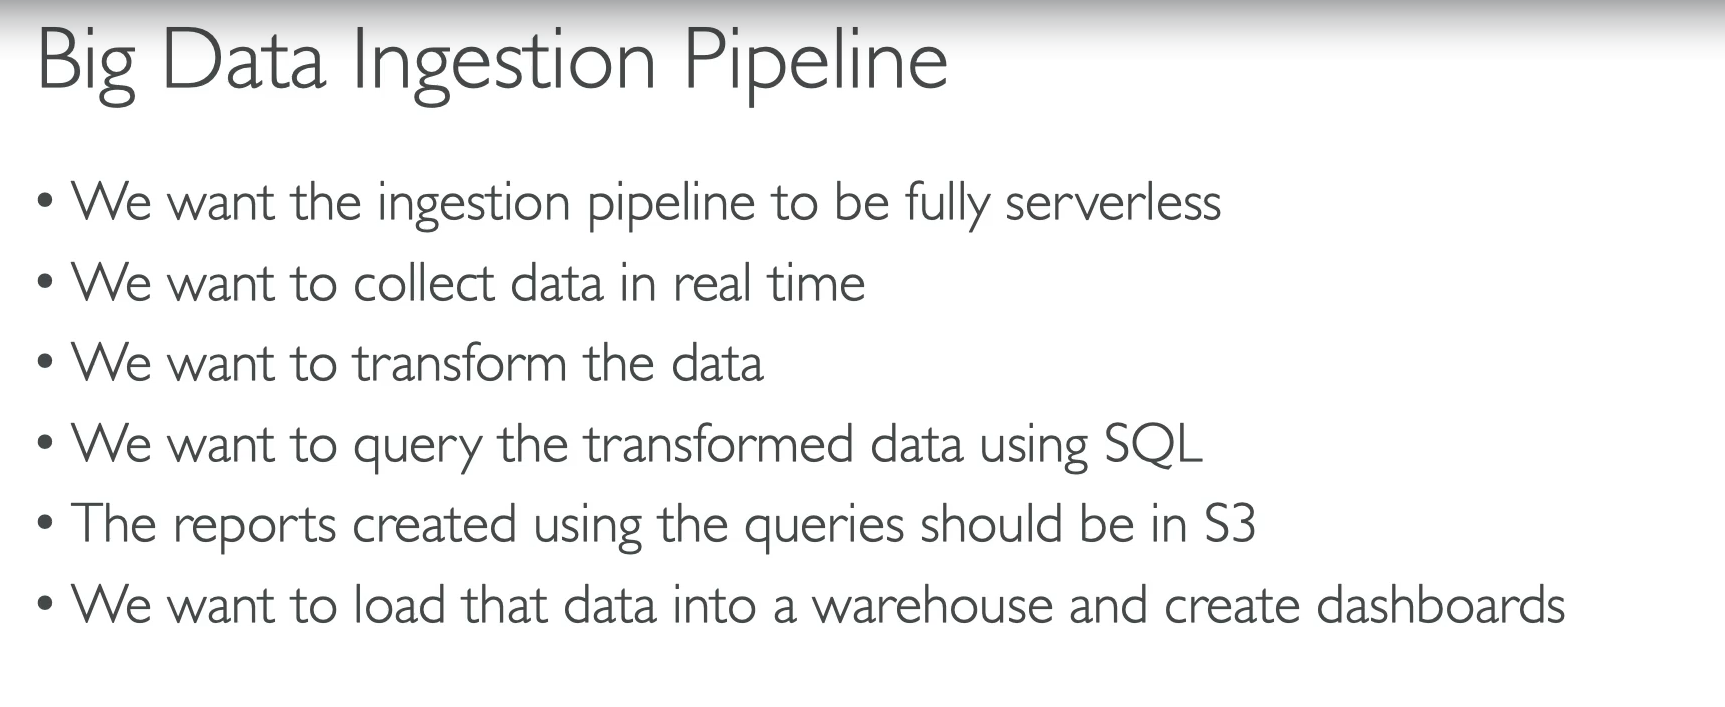 Big Data Ingestion Pipeline
• We want the ingestion pipeline to be fully serverless
• We want to collect data in real time
• We want to transform the data
• We want to query the transformed data using SQL
• The reports created using the queries should be in S3
• We want to load that data into a warehouse and create dashboards